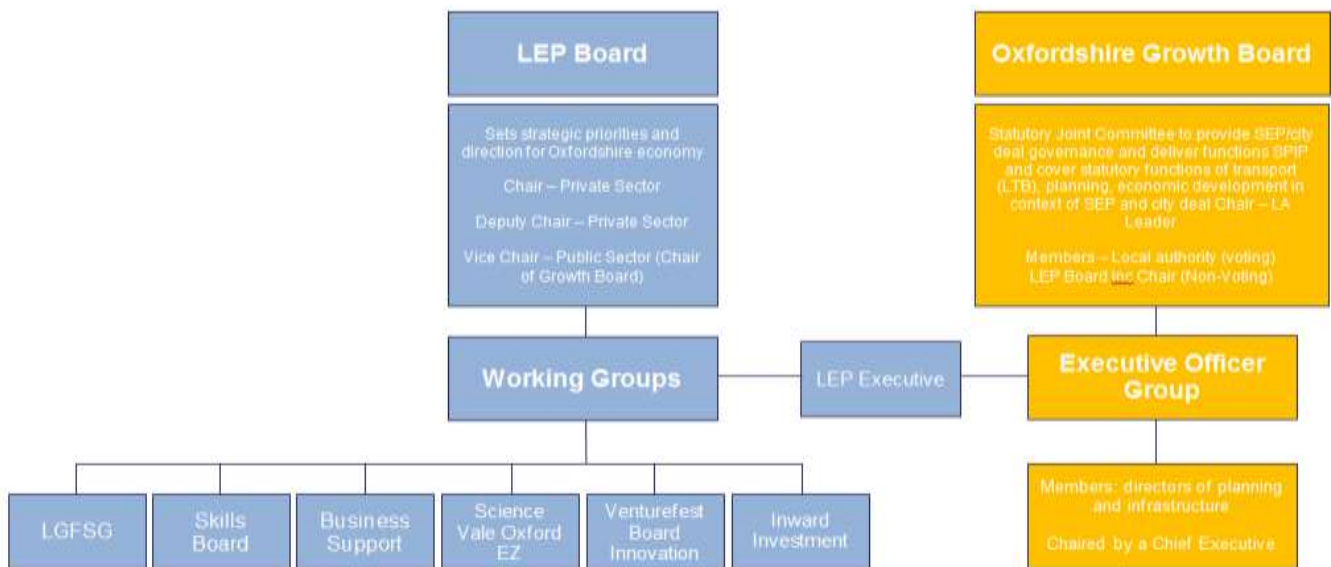 LEP Board
Sets strategic priorities and
direction for Oxfordshire economy
Chair – Private Sector
Deputy Chair – Private Sector
Vice Chair – Public Sector (Chair
of Growth Board)
Oxfordshire Growth Board
Statutory Joint Committee to provide SEP/city
deal governance and deliver functions SPIP
and cover statutory functions of transport
(LTB), planning, economic development in
context of SEP and city deal Chair – LA
Leader
Members – Local authority (voting)
LEP Board Inc Chair (Non-Voting)
Working Groups
LEP Executive
Executive Officer
Group
LGFSG
Skills
Board
Business
Support
Science
Vale Oxford
EZ
Venturefest
Board
Innovation
Inward
Investment
Members: directors of planning
and infrastructure
Chaired by a Chief Executive